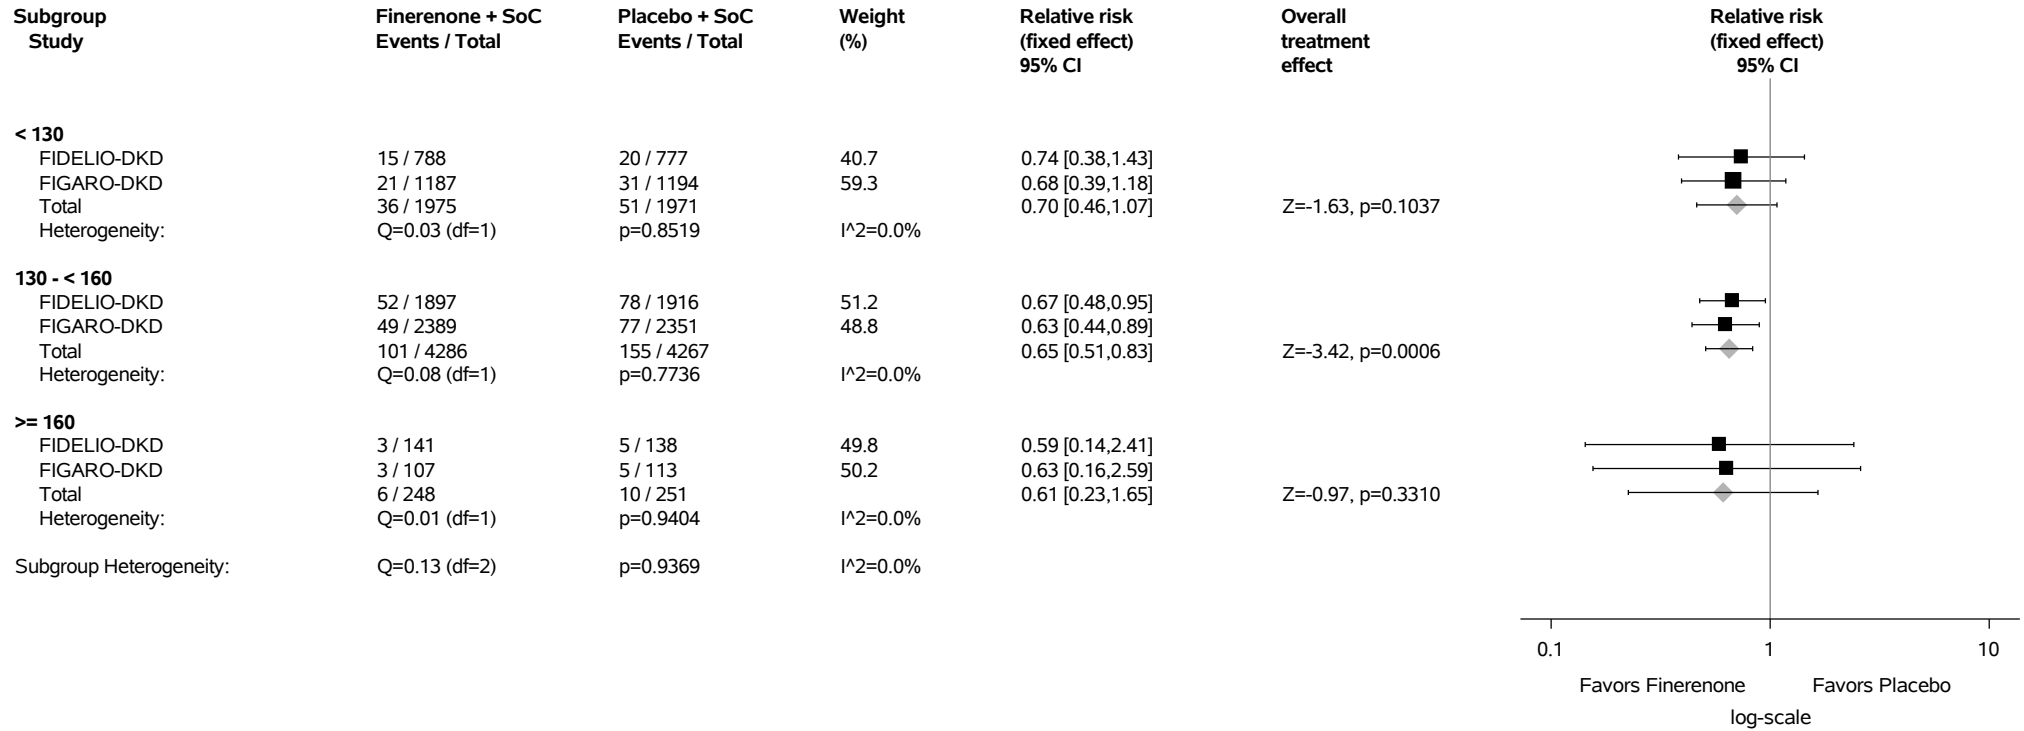 Subgroup Finerenone + SoC Placebo + SoC Weight Relative risk Overall Relative risk
Study Events / Total Events / Total (%) (fixed effect) treatment (fixed effect)
95% CI effect 95% CI
< 130
FIDELIO-DKD 15 / 788 20 / 777 40.7 0.74 [0.38,1.43]
FIGARO-DKD 21 / 1187 31 / 1194 59.3 0.68 [0.39,1.18]
Total 36 / 1975 51 / 1971 0.70 [0.46,1.07] Z=-1.63, p=0.1037
Heterogeneity: Q=0.03 (df=1) p=0.8519 I^2=0.0%
130 - < 160
FIDELIO-DKD 52 / 1897 78 / 1916 51.2 0.67 [0.48,0.95]
FIGARO-DKD 49 / 2389 77 / 2351 48.8 0.63 [0.44,0.89]
Total 101 / 4286 155 / 4267 0.65 [0.51,0.83] Z=-3.42, p=0.0006
Heterogeneity: Q=0.08 (df=1) p=0.7736 I^2=0.0%
>= 160
FIDELIO-DKD 3 / 141 5 / 138 49.8 0.59 [0.14,2.41]
FIGARO-DKD 3 / 107 5 / 113 50.2 0.63 [0.16,2.59]
Total 6 / 248 10 / 251 0.61 [0.23,1.65] Z=-0.97, p=0.3310
Heterogeneity: Q=0.01 (df=1) p=0.9404 I^2=0.0%
Subgroup Heterogeneity: Q=0.13 (df=2) p=0.9369 I^2=0.0%
0.1 1 10
Favors Finerenone Favors Placebo
log-scale